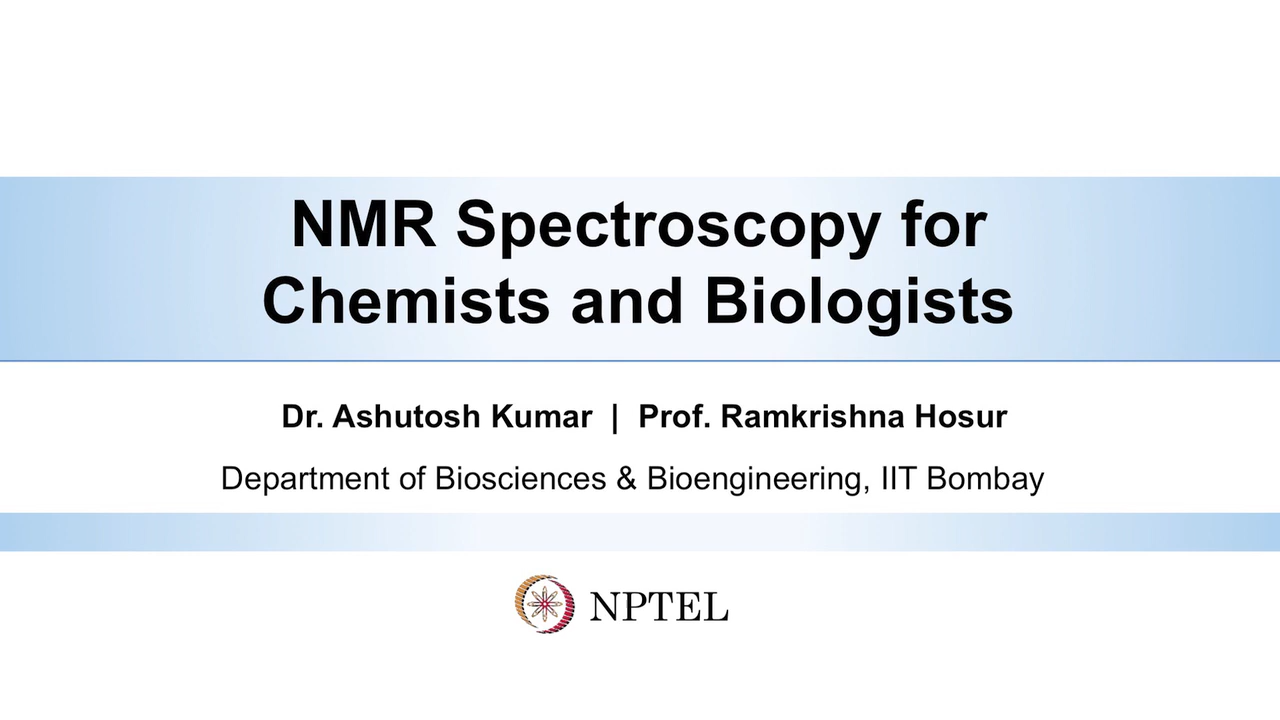 NMR Spectroscopy for
Chemists and Biologists
Dr. Ashutosh Kumar | Prof. Ramkrishna Hosur
Department of Biosciences & Bioengineering, IIT Bombay
NPTEL